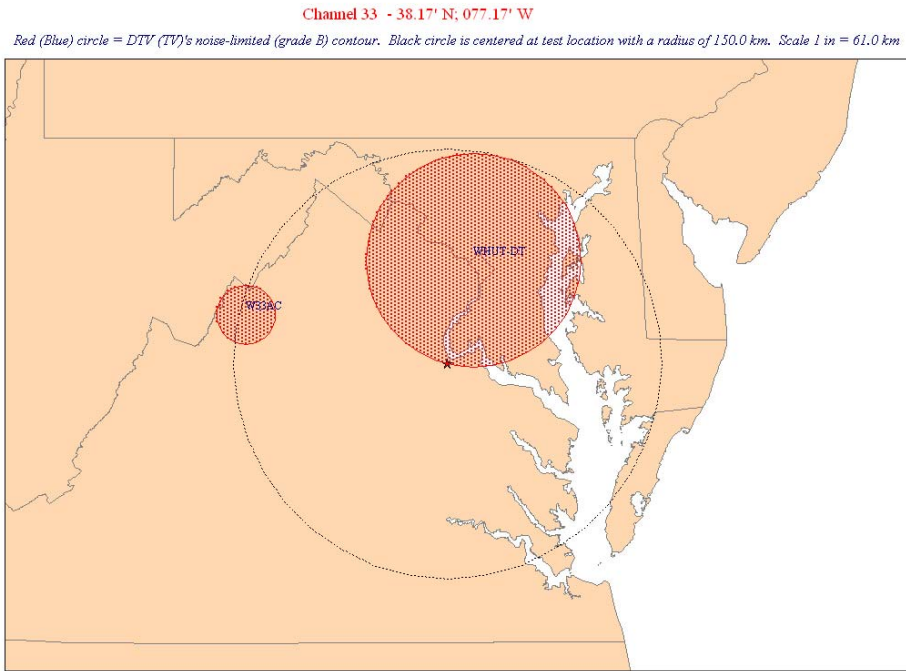 Channel 33 - 38.17' N; 077.17' W
Red (Blue) circle = DTV (TV)'s noise-limited (grade B) contour. Black circle is centered at test location with a radius of 150.0 km. Scale 1 in = 61.0 km
WHUT-DT
W33AC